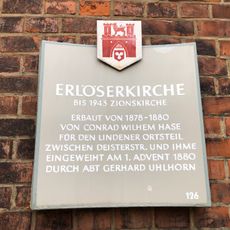 ERLÖSERKIRCHE
BIS 1943 ZIONSKIRCHE
ERBAUT VON 1878-1880
VON CONRAD WILHEM HASE
FÜR DEN LINDENER ORTSTEIL
ZWISCHEN DEISTERSTR. UND IHME
EINGEWEIHT AM 1. ADVENT 1880
DURCH ABT GERHARD UHLHORN
126